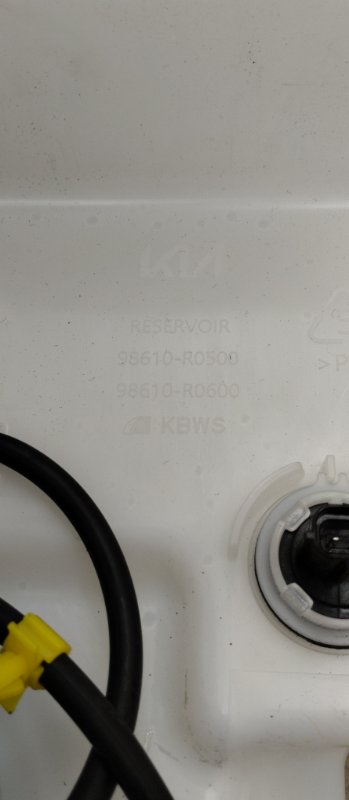 KIA
RESERVOIR
98610-R0500
98610-R0600
KBWS
>P